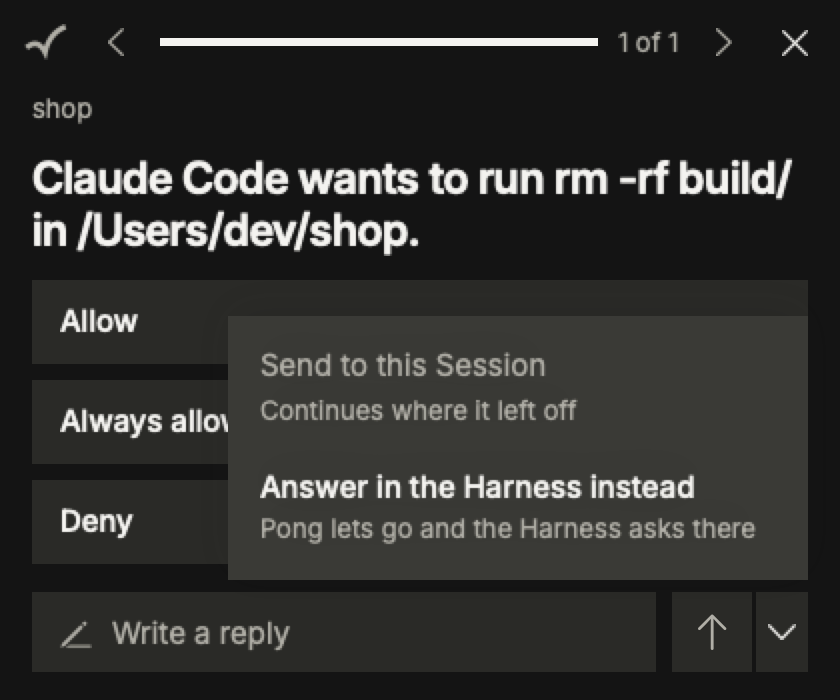 1 of 1
shop
Claude Code wants to run rm -rf build/
in /Users/dev/shop.
Allow
Send to this Session
Continues where it left off
Always allow
Answer in the Harness instead
Deny
Pong lets go and the Harness asks there
Write a reply